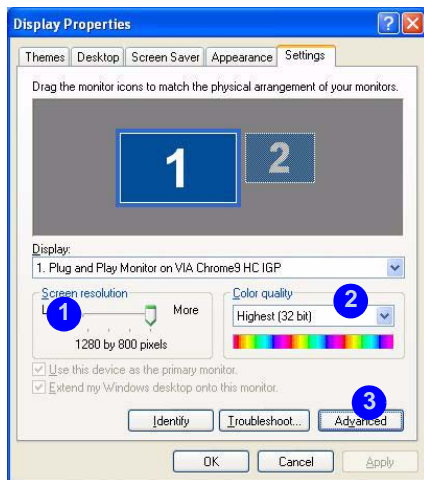 Display Properties
Themes Desktop Screen Saver Appearance Settings
Drag the monitor icons to match the physical arrangement of your monitors.
1 2
Display:
1. Plug and Play Monitor on VIA Chrome9 HC IGP
Screen resolution
1 More
1280 by 800 pixels
Color quality
2
Highest (32 bit)
Use this device as the primary monitor.
Extend my Windows desktop onto this monitor.
3
Identify Troubleshoot... Advanced
OK Cancel Apply